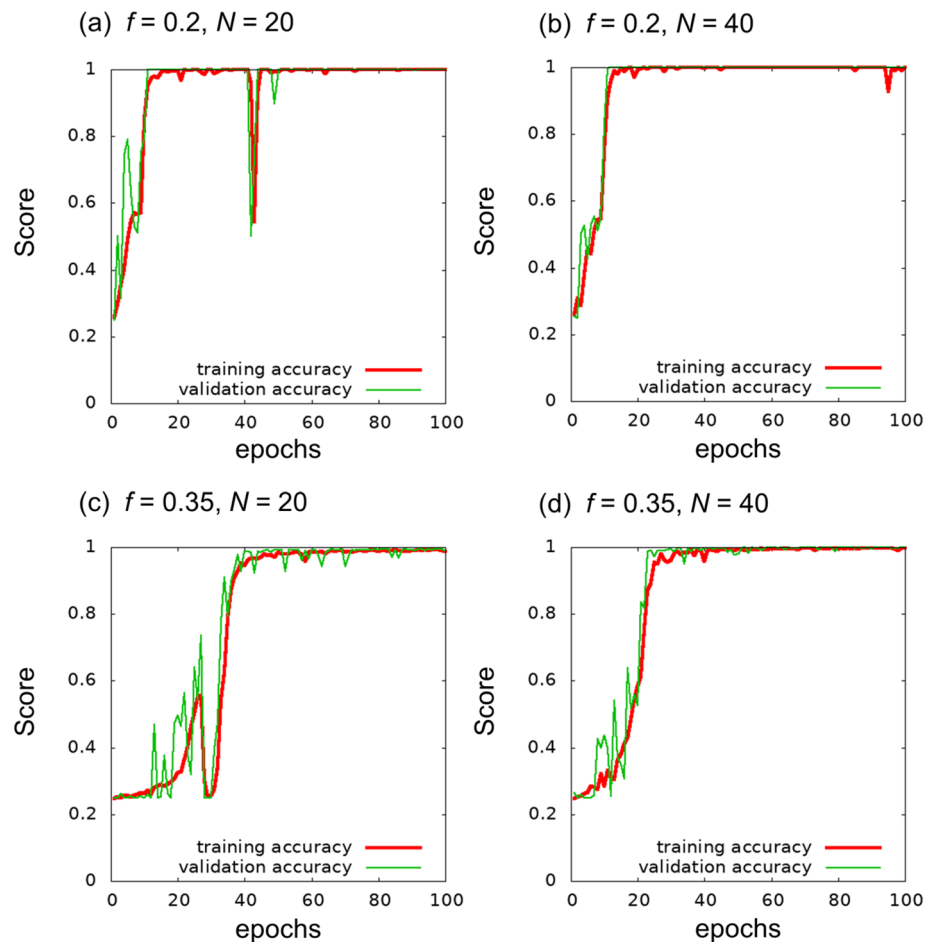 (a) f = 0.2, N = 20
1
0.8
0.6
0.4
0.2
0
Score
training accuracy
validation accuracy
0 20 40 60 80 100
epochs
(b) f = 0.2, N = 40
1
0.8
0.6
0.4
0.2
0
Score
training accuracy
validation accuracy
0 20 40 60 80 100
epochs
(c) f = 0.35, N = 20
1
0.8
0.6
0.4
0.2
0
Score
training accuracy
validation accuracy
0 20 40 60 80 100
epochs
(d) f = 0.35, N = 40
1
0.8
0.6
0.4
0.2
0
Score
training accuracy
validation accuracy
0 20 40 60 80 100
epochs